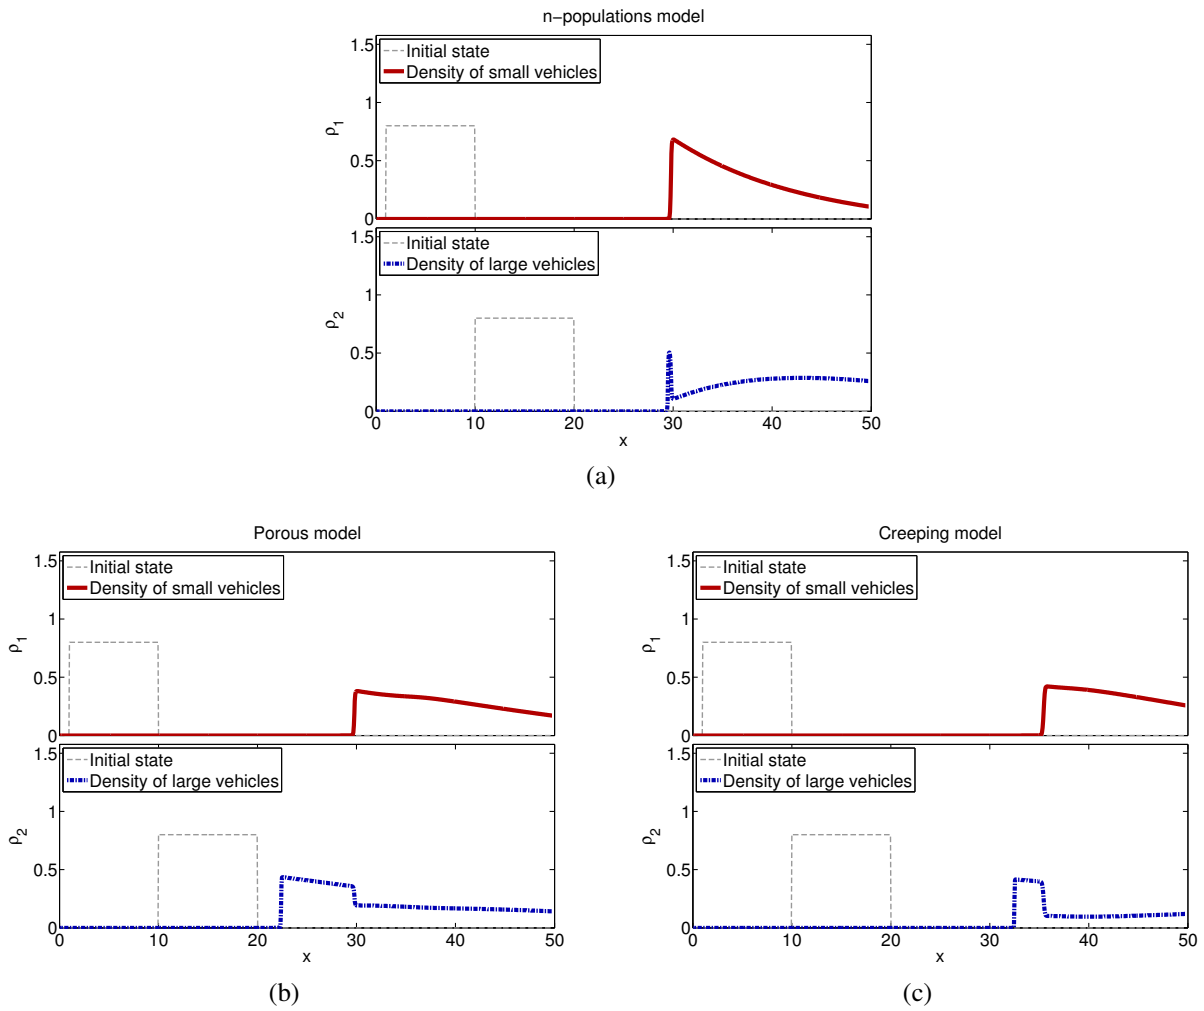 n−populations model
1.5
Initial state
Density of small vehicles
1
ρ1
0.5
0
1.5
Initial state
Density of large vehicles
1
ρ2
0.5
0
0 10 20 30 40 50
x
(a)
Porous model
1.5
Initial state
Density of small vehicles
1
ρ1
0.5
0
1.5
Initial state
Density of large vehicles
1
ρ2
0.5
0
0 10 20 30 40 50
x
(b)
Creeping model
1.5
Initial state
Density of small vehicles
1
ρ1
0.5
0
1.5
Initial state
Density of large vehicles
1
ρ2
0.5
0
0 10 20 30 40 50
x
(c)